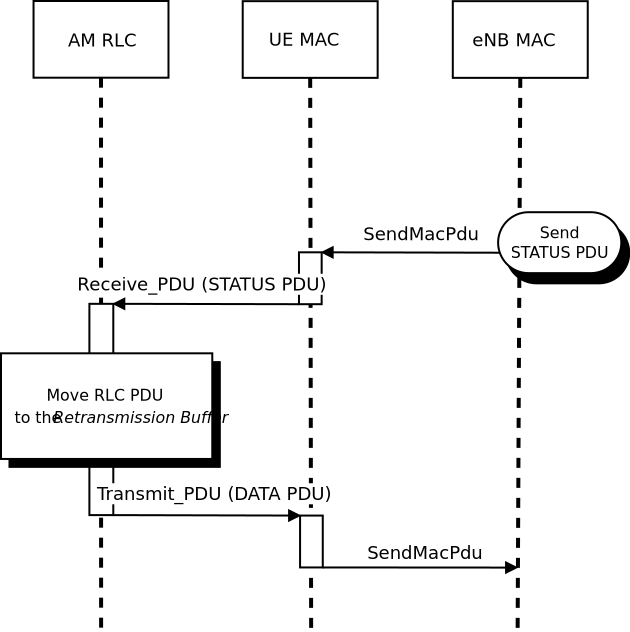 AM RLC
UE MAC
eNB MAC
Send
STATUS PDU
SendMacPdu
Receive_PDU (STATUS PDU)
Move RLC PDU
to the Retransmission Buffer
Transmit_PDU (DATA PDU)
SendMacPdu